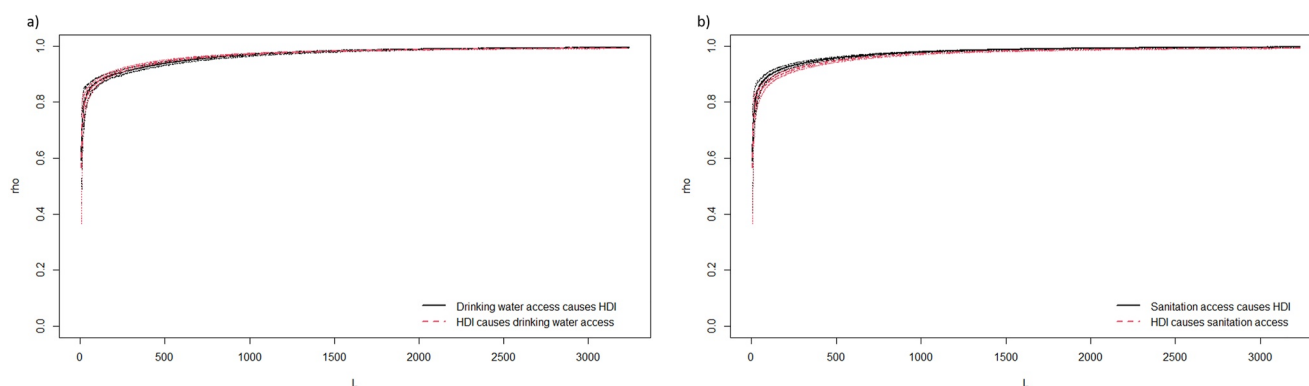 a)
1.0
0.8
0.6
0.4
0.2
0.0
rho
Drinking water access causes HDI
HDI causes drinking water access
0 500 1000 1500 2000 2500 3000
b)
1.0
0.8
0.6
0.4
0.2
0.0
rho
Sanitation access causes HDI
HDI causes sanitation access
0 500 1000 1500 2000 2500 3000